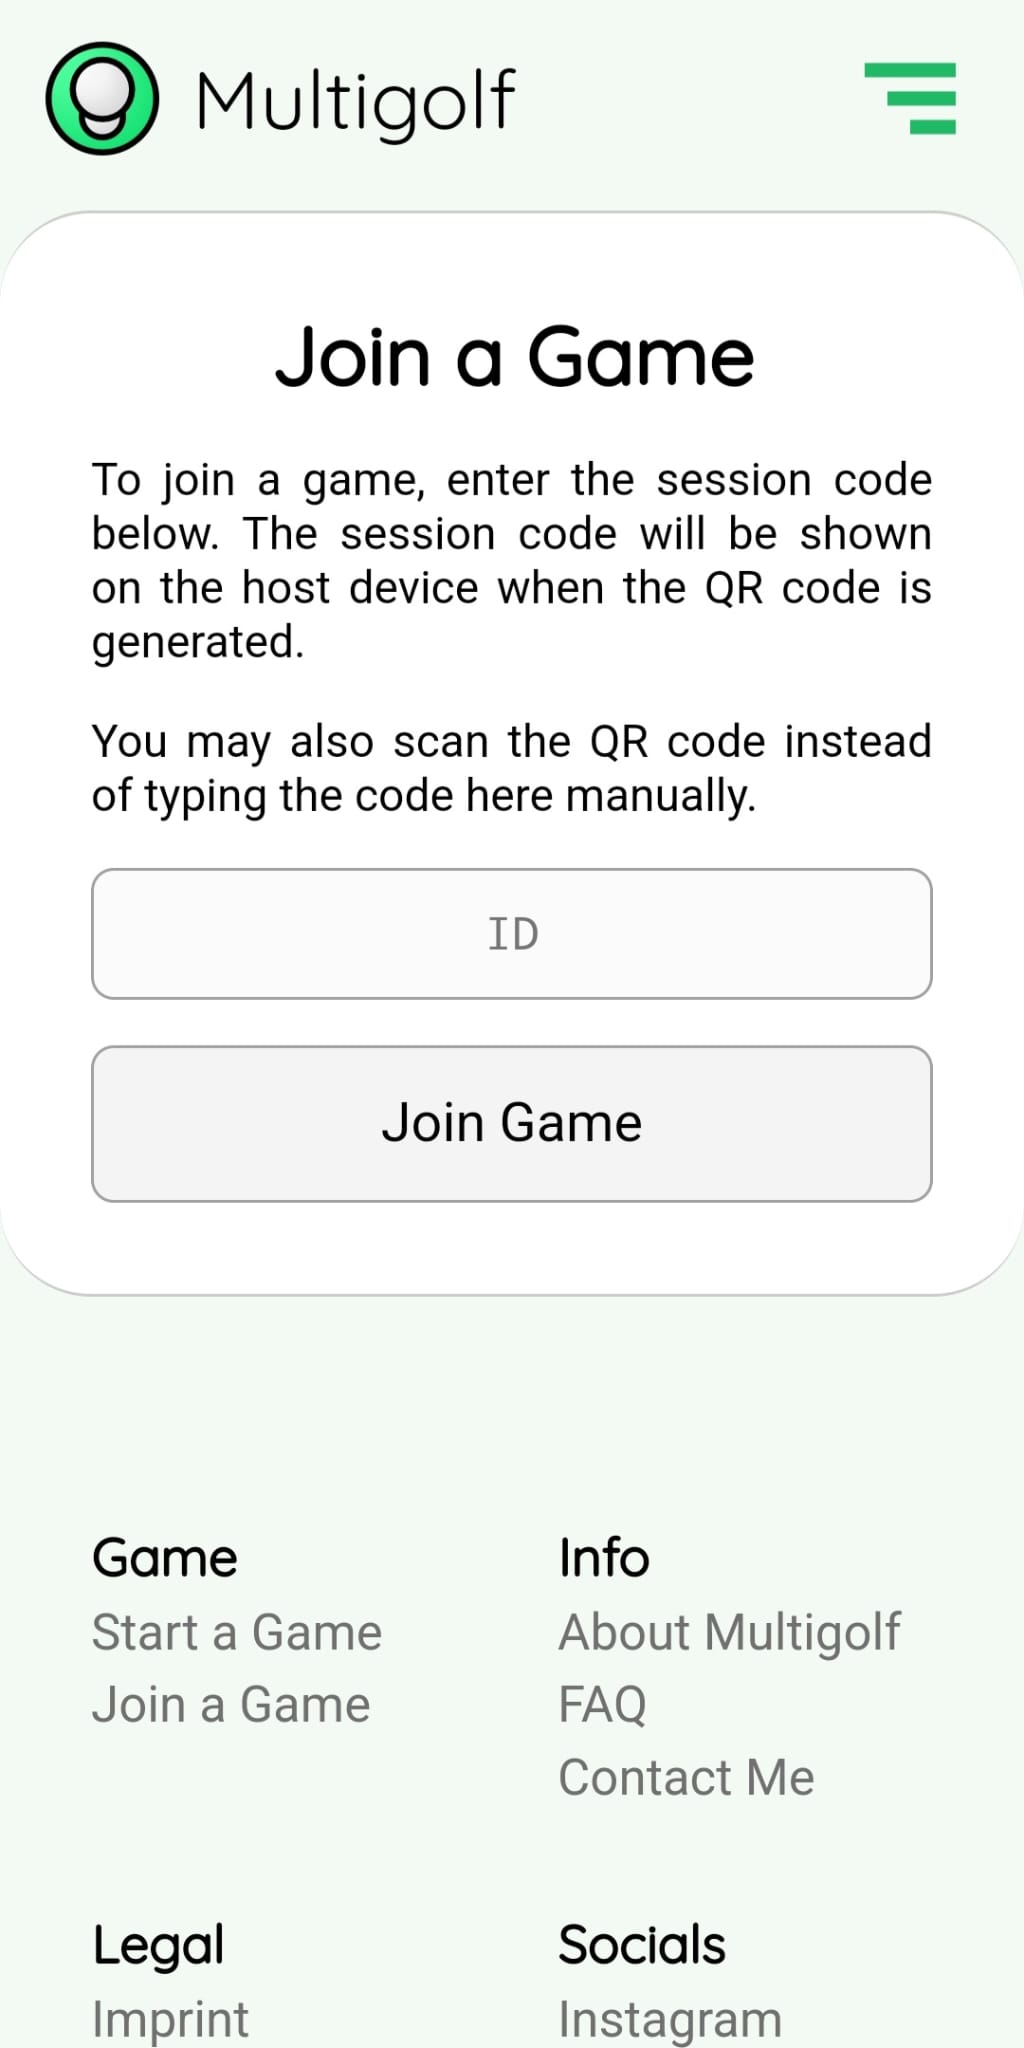 Multigolf
Join a Game
To join a game, enter the session code
below. The session code will be shown
on the host device when the QR code is
generated.
You may also scan the QR code instead
of typing the code here manually.
ID
Join Game
Game
Start a Game
Join a Game
Info
About Multigolf
FAQ
Contact Me
Legal
Imprint
Socials
Instagram